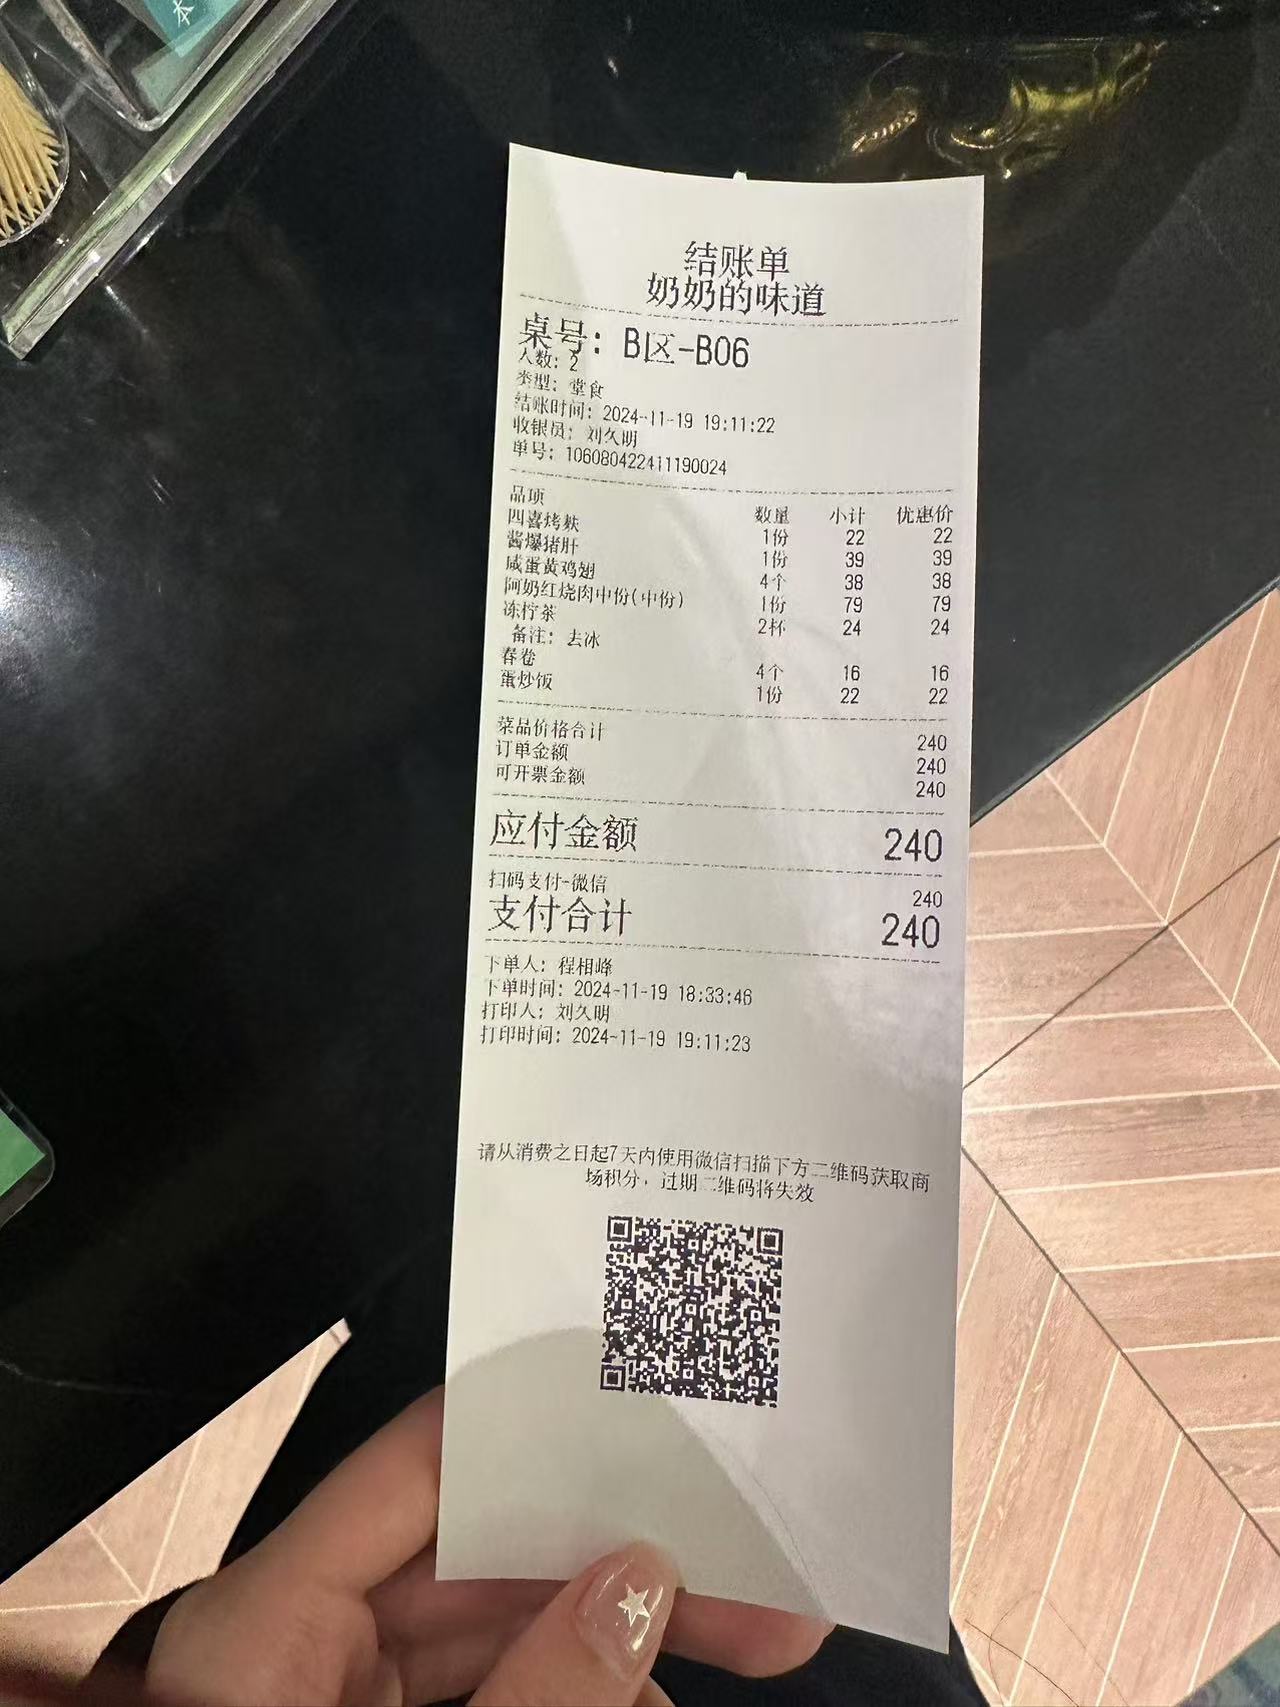 本
结账单
奶奶的味道
桌号: B区-B06
人数: 2
类型: 堂食
结账时间: 2024-11-19 19:11:22
收银员: 刘久明
单号: 106080422411190024
品项 数量 小计 优惠价
四喜烤麸 1份 22 22
酱爆猪肝 1份 39 39
咸蛋黄鸡翅 4个 38 38
阿奶红烧肉中份(中份) 1份 79 79
冻柠茶 2杯 24 24
备注: 去冰
春卷 4个 16 16
蛋炒饭 1份 22 22
菜品价格合计 240
订单金额 240
可开票金额 240
应付金额 240
扫码支付-微信 240
支付合计 240
下单人: 程相峰
下单时间: 2024-11-19 18:33:46
打印人: 刘久明
打印时间: 2024-11-19 19:11:23
请从消费之日起7天内使用微信扫描下方二维码获取商
场积分，过期二维码将失效